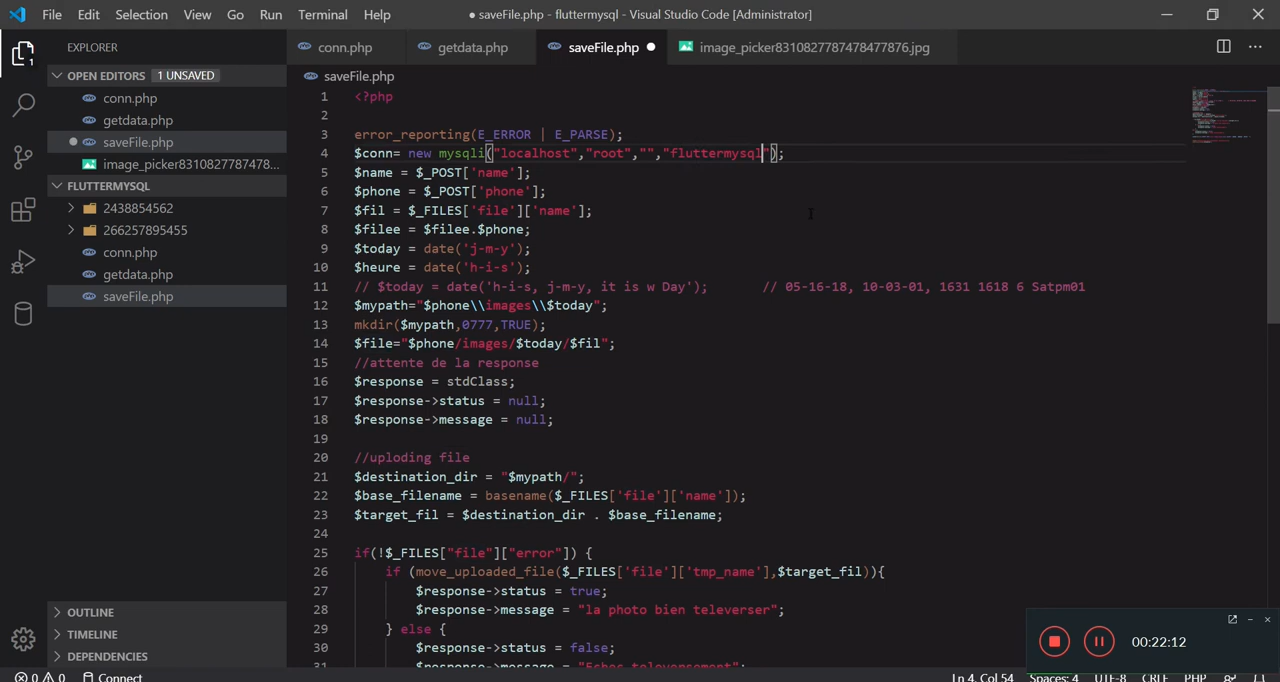 File Edit Selection View Go Run Terminal Help
● saveFile.php - fluttermysql - Visual Studio Code [Administrator]
EXPLORER
OPEN EDITORS 1 UNSAVED
conn.php
getdata.php
saveFile.php
image_picker831082778748...
FLUTTERMYSQL
2438854562
266257895455
conn.php
getdata.php
saveFile.php
OUTLINE
TIMELINE
DEPENDENCIES
1
conn.php getdata.php saveFile.php ● image_picker8310827787478477876.jpg
saveFile.php
1 <?php
2
3 error_reporting(E_ERROR | E_PARSE);
4 $conn= new mysqli("localhost","root","","fluttermysql");
5 $name = $_POST['name'];
6 $phone = $_POST['phone'];
7 $fil = $_FILES['file']['name'];
8 $filee = $filee.$phone;
9 $today = date('j-m-y');
10 $heure = date('h-i-s');
11 // $today = date('h-i-s, j-m-y, it is w Day'); // 05-16-18, 10-03-01, 1631 1618 6 Satpm01
12 $mypath="$phone\\images\\$today";
13 mkdir($mypath,0777,TRUE);
14 $file="$phone/images/$today/$fil";
15 //attente de la response
16 $response = stdClass;
17 $response->status = null;
18 $response->message = null;
19
20 //uploding file
21 $destination_dir = "$mypath/";
22 $base_filename = basename($_FILES['file']['name']);
23 $target_fil = $destination_dir . $base_filename;
24
25 if(!$_FILES["file"]["error"]) {
26 if (move_uploaded_file($_FILES['file']['tmp_name'],$target_fil)){
27 $response->status = true;
28 $response->message = "la photo bien televerser";
29 } else {
30 $response->status = false;
31 $response->message = "Echec televersement";
00:22:12
0 0 Connect
Ln 4, Col 54 Spaces: 4 UTF-8 CRLF PHP